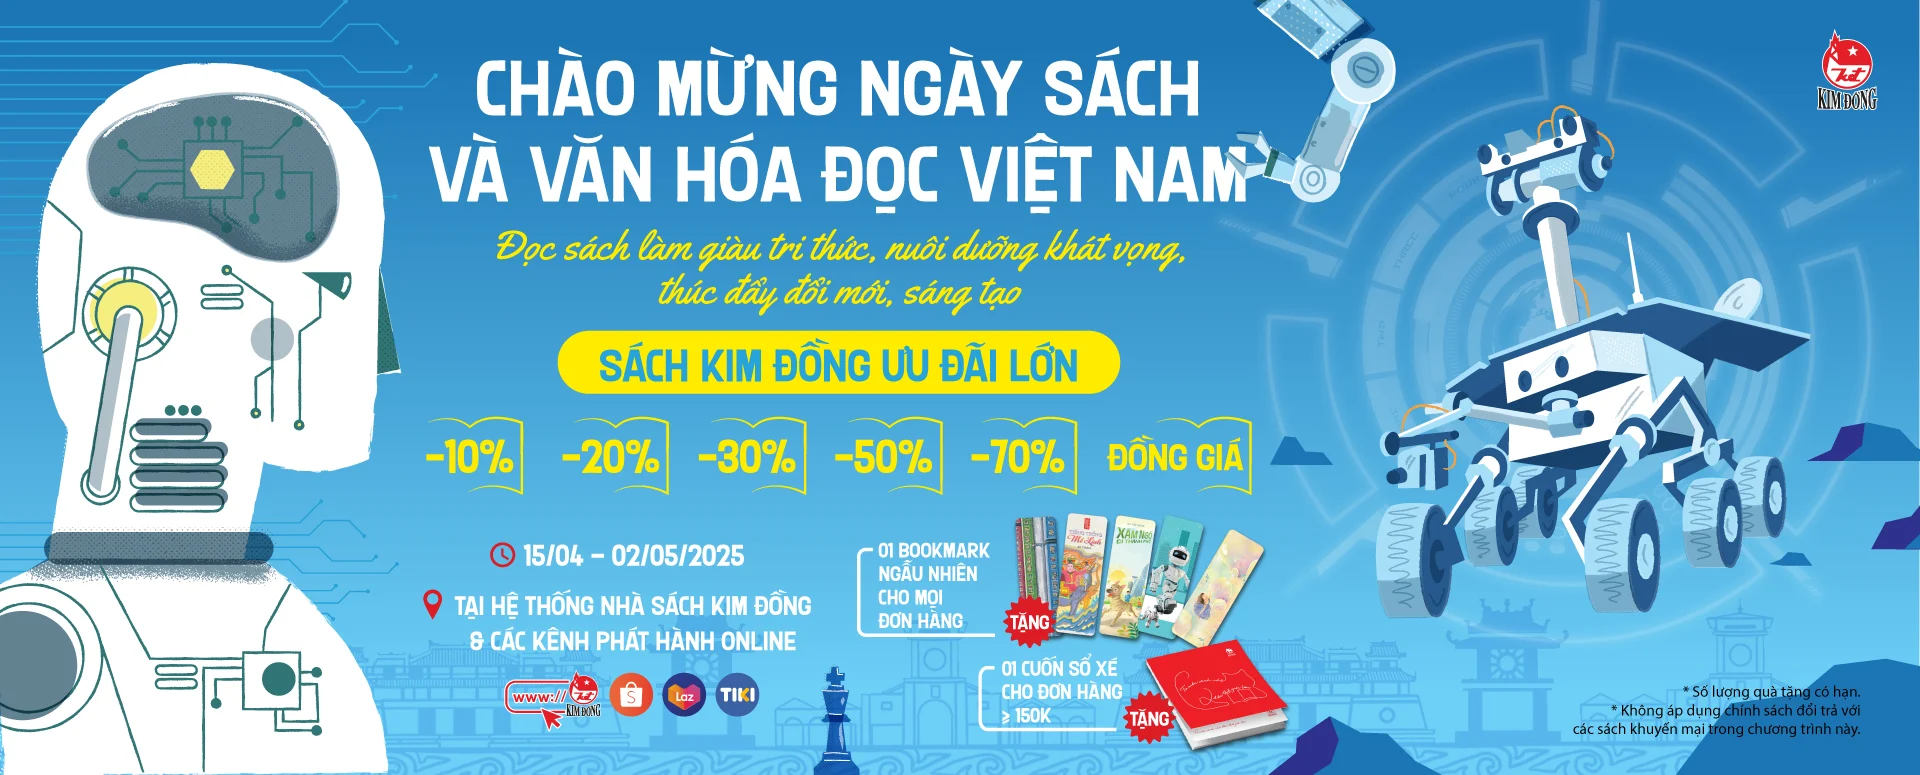 CHÀO MỪNG NGÀY SÁCH
VÀ VĂN HÓA ĐỌC VIỆT NAM
Đọc sách làm giàu tri thức, nuôi dưỡng khát vọng,
thúc đẩy đổi mới, sáng tạo
SÁCH KIM ĐỒNG ƯU ĐÃI LỚN
-10% -20% -30% -50% -70% ĐỒNG GIÁ
15/04 – 02/05/2025
TẠI HỆ THỐNG NHÀ SÁCH KIM ĐỒNG
& CÁC KÊNH PHÁT HÀNH ONLINE
www://
KIM ĐỒNG
S
Laz
TIKI
01 BOOKMARK
NGẪU NHIÊN
CHO MỌI
ĐƠN HÀNG
TẶNG
01 CUỐN SỔ XÉ
CHO ĐƠN HÀNG
≥ 150K
TẶNG
KIM ĐỒNG
* Số lượng quà tặng có hạn.
* Không áp dụng chính sách đổi trả với
các sách khuyến mại trong chương trình này.